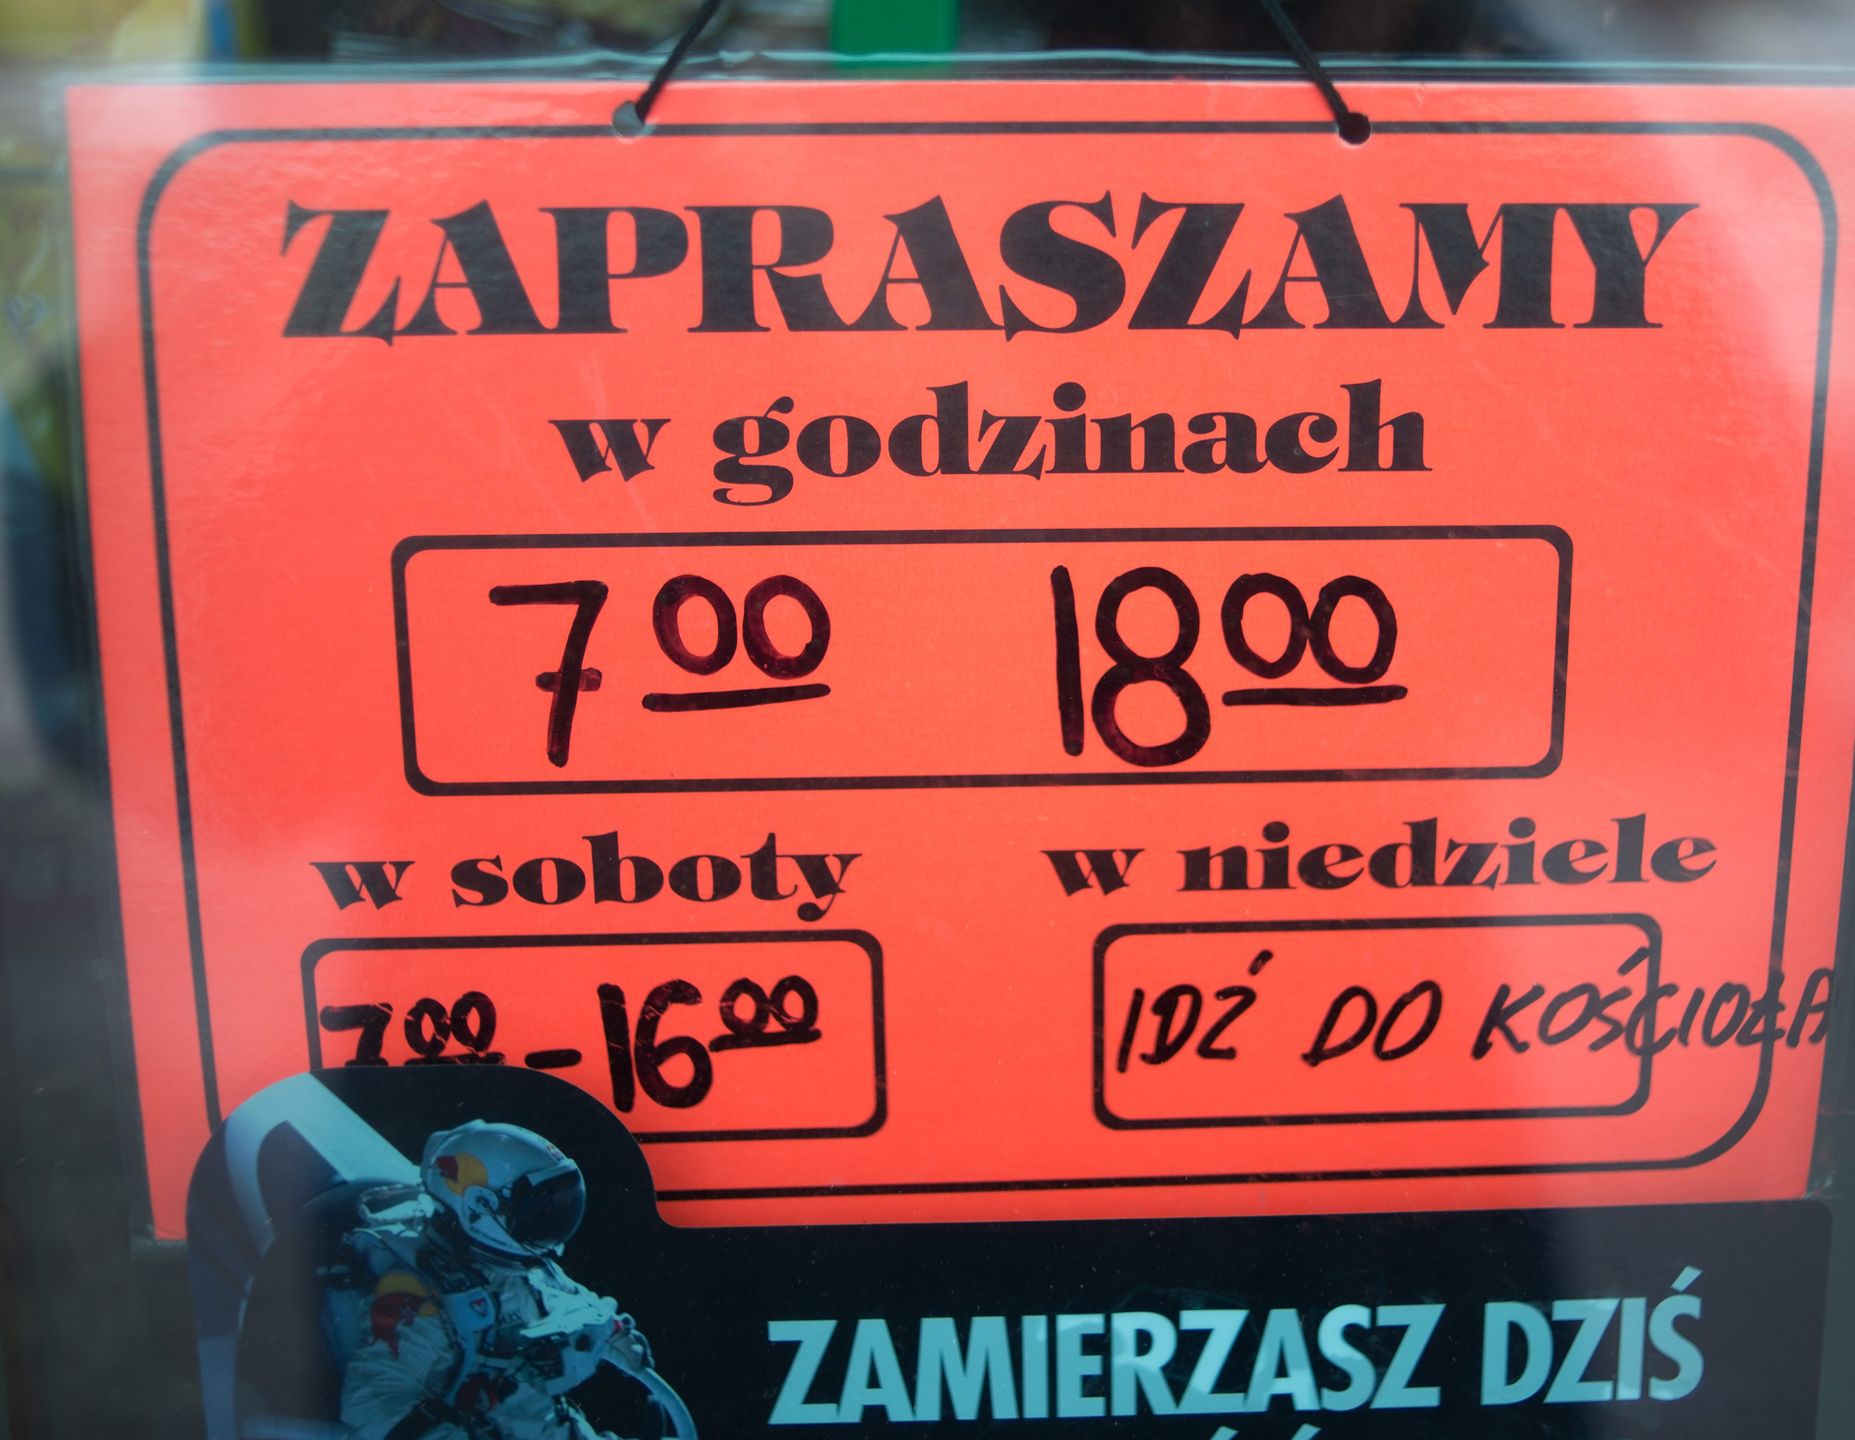 ZAPRASZAMY
w godzinach
7 00 18 00
w soboty
7 00 - 16 00
w niedziele
IDŹ DO KOŚCIOŁA
ZAMIERZASZ DZIŚ